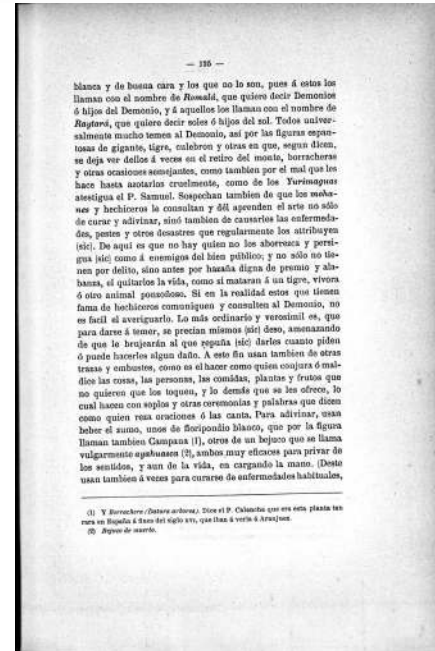 — 195 —
blanca y de buena cara y los que no lo son, pues á estos los
llaman con el nombre de Romalá, que quiere decir Demonios
ó hijos del Demonio, y á aquellos los llaman con el nombre de
Raytará, que quiere decir soles ó hijos del sol. Todos univer-
salmente mucho temen al Demonio, así por las figuras espan-
tosas de gigante, tigre, culebron y otras en que, segun dicen,
se deja ver dellos á veces en el retiro del monte, borracheras
y otras ocasiones semejantes, como tambien por el mal que les
hace hasta azotarlos cruelmente, como de los Yurimaguas
atestigua el P. Samuel. Sospechan tambien de que los moha-
nes y hechiceros le consultan y dél aprenden el arte no sólo
de curar y adivinar, sinó tambien de causarles las enfermeda-
des, pestes y otros desastres que regularmente los attribuyen
(sic). De aquí es que no hay quien no los aborrezca y persi-
gua (sic) como á enemigos del bien público; y no sólo no tie-
nen por delito, sino antes por hazaña digna de premio y ala-
banza, el quitarlos la vida, como si mataran á un tigre, vívora
ó otro animal ponsoñoso. Si en la realidad estos que tienen
fama de hechiceros comuniquen y consulten al Demonio, no
es facil el averiguarlo. Lo más ordinario y verosimil es, que
para darse á temer, se precian mismos (sic) deso, amenazando
de que le brujearán al que repuña (sic) darles cuanto piden
ó puede hacerles algun daño. A este fin usan tambien de otras
trazas y embustes, como es el hacer como quien conjura ó mal-
dice las cosas, las personas, las comidas, plantas y frutos que
no quieren que los toquen, y lo demás que se les ofrece, lo
cual hacen con soplos y otras ceremonias y palabras que dicen
como quien reza oraciones ó las canta. Para adivinar, usan
beber el sumo, unos de floripondio blanco, que por la figura
llaman tambien Campana (1), otros de un bejuco que se llama
vulgarmente ayahuasca (2), ambos muy eficaces para privar de
los sentidos, y aun de la vida, en cargando la mano. (Deste
usan tambien á veces para curarse de enfermedades habituales,
(1) Y Borrachero (Datura arborea). Dice el P. Calancha que era esta planta tan
rara en España á fines del siglo XVI, que iban á verla á Aranjuez.
(2) Bejuco de muerto.